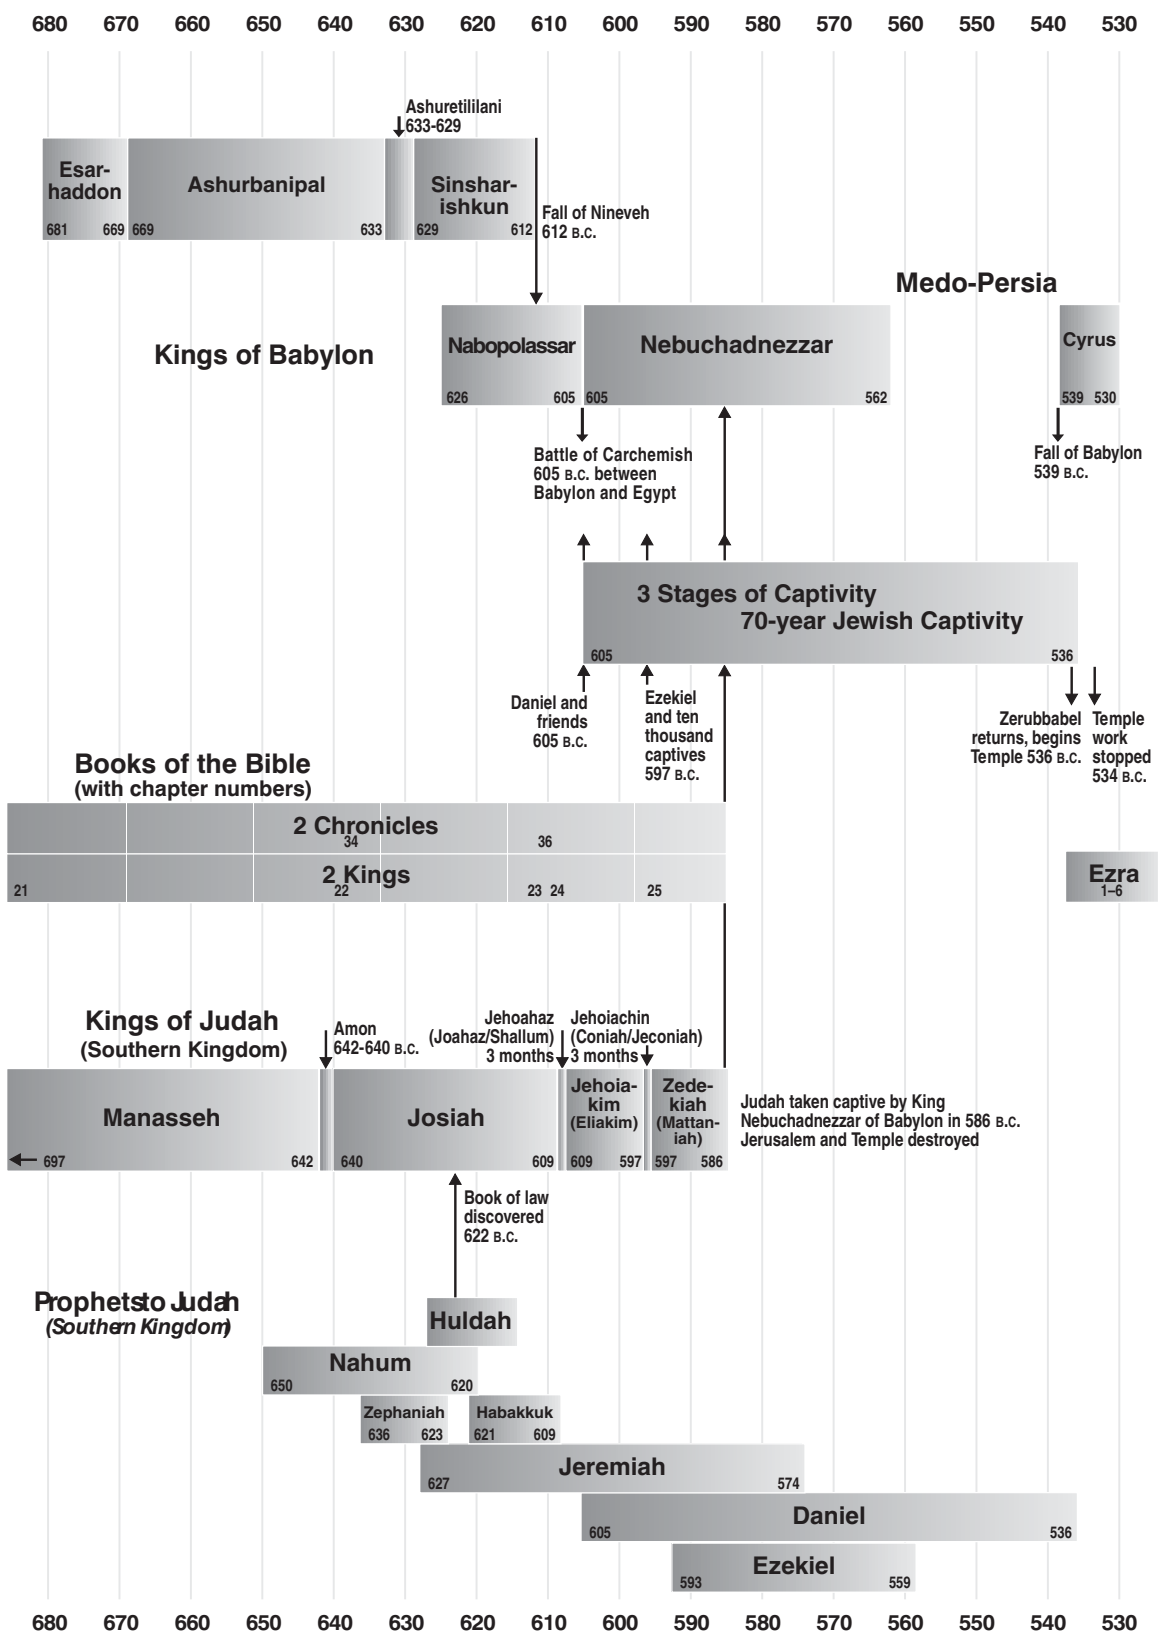 680 670 660 650 640 630 620 610 600 590 580 570 560 550 540 530
Ashuretililani
633-629
Esar-
haddon
681 669
Ashurbanipal
669 633
Sinshar-
ishkun
629 612
Fall of Nineveh
612 B.C.
Medo-Persia
Kings of Babylon
Nabopolassar
626 605
Nebuchadnezzar
605 562
Cyrus
539 530
Battle of Carchemish
605 B.C. between
Babylon and Egypt
Fall of Babylon
539 B.C.
3 Stages of Captivity
70-year Jewish Captivity
605 536
Daniel and
friends
605 B.C.
Ezekiel
and ten
thousand
captives
597 B.C.
Zerubbabel
returns, begins
Temple 536 B.C.
Temple
work
stopped
534 B.C.
Books of the Bible
(with chapter numbers)
2 Chronicles
34 36
2 Kings
21 22 23 24 25
Ezra
1–6
Kings of Judah
(Southern Kingdom)
Amon
642-640 B.C.
Jehoahaz
(Joahaz/Shallum)
3 months
Jehoiachin
(Coniah/Jeconiah)
3 months
Manasseh
697 642
Josiah
640 609
Jehoia-
kim
(Eliakim)
609 597
Zede-
kiah
(Mattan-
iah)
597 586
Judah taken captive by King
Nebuchadnezzar of Babylon in 586 B.C.
Jerusalem and Temple destroyed
Book of law
discovered
622 B.C.
Prophets to Judah
(Southern Kingdom)
Huldah
Nahum
650 620
Zephaniah
636 623
Habakkuk
621 609
Jeremiah
627 574
Daniel
605 536
Ezekiel
593 559
680 670 660 650 640 630 620 610 600 590 580 570 560 550 540 530